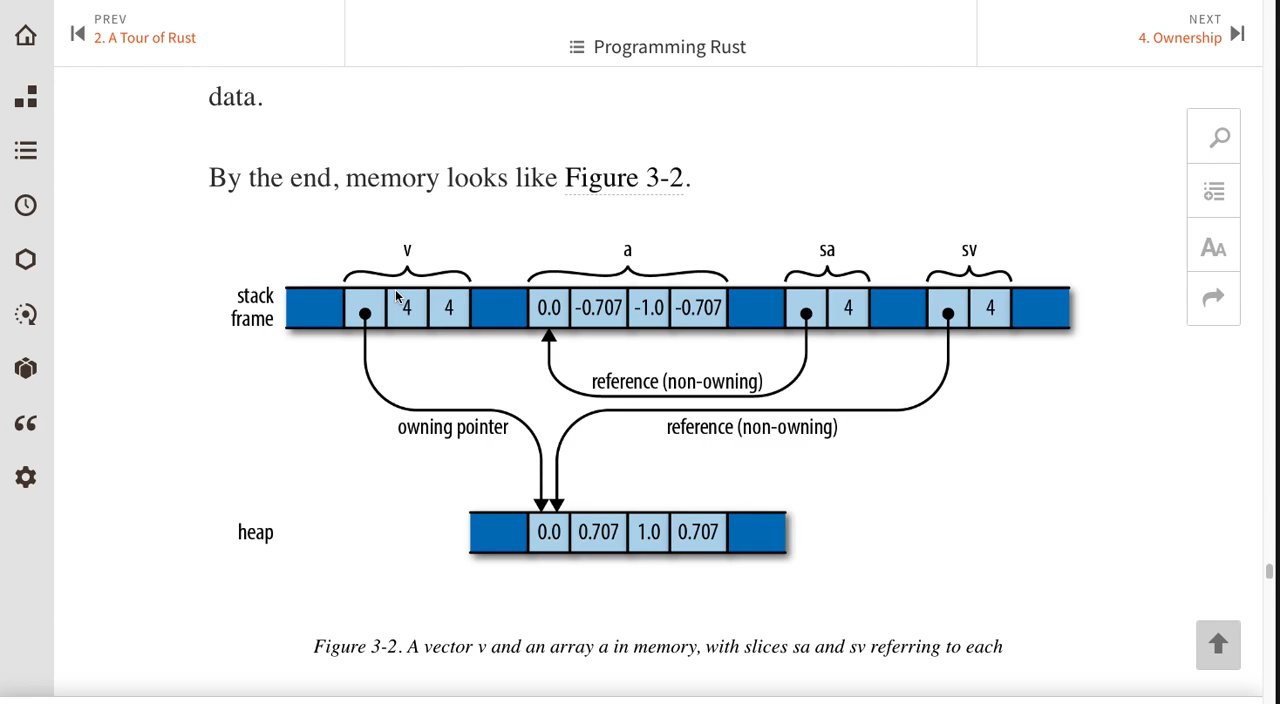 PREV
2. A Tour of Rust
Programming Rust
NEXT
4. Ownership
data.
By the end, memory looks like Figure 3-2.
v a sa sv
stack
frame
4 4 0.0 -0.707 -1.0 -0.707 4 4
reference (non-owning)
owning pointer reference (non-owning)
heap 0.0 0.707 1.0 0.707
Figure 3-2. A vector v and an array a in memory, with slices sa and sv referring to each
AA